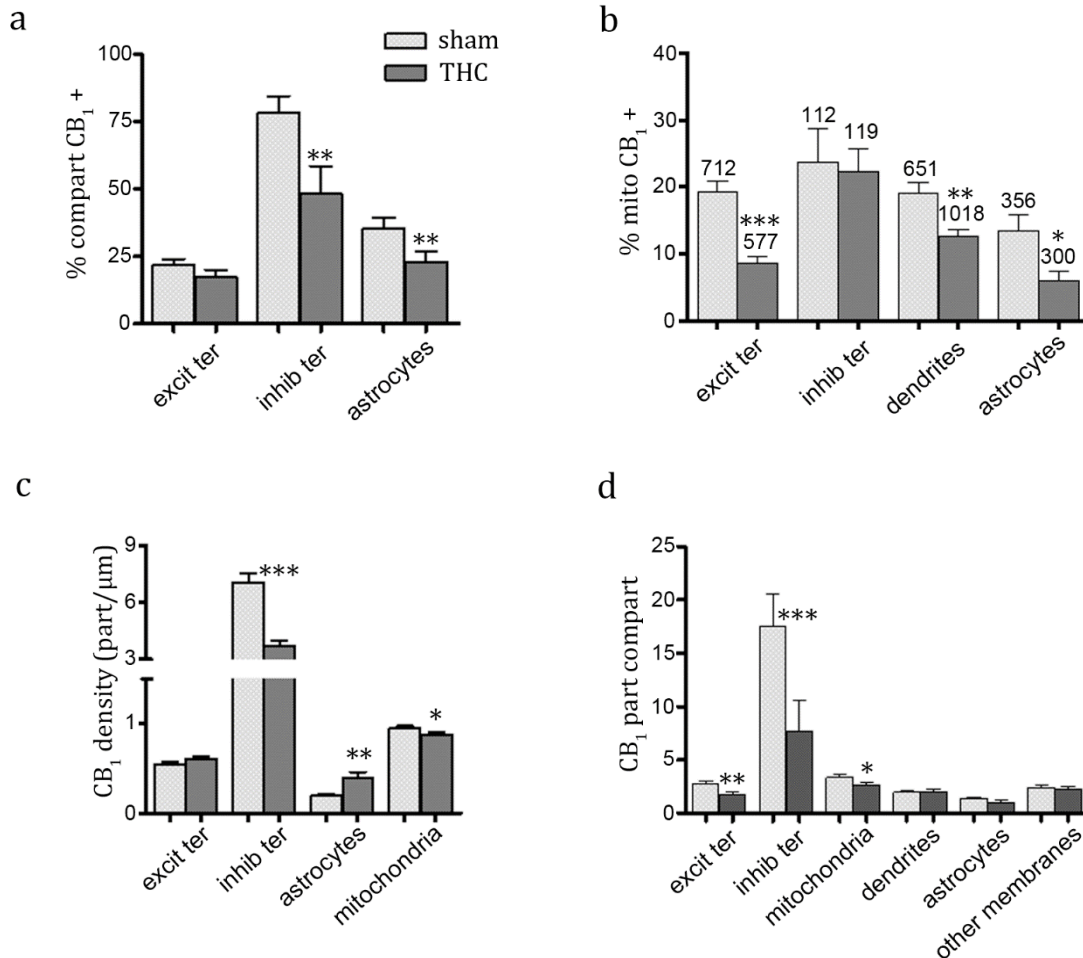 a
sham
THC
% compart CB₁ +
100
75
50
25
0
**
**
excit ter
inhib ter
astrocytes
b
% mito CB₁ +
40
30
20
10
0
712
***
577
112
119
651
**
1018
356
*
300
excit ter
inhib ter
dendrites
astrocytes
c
CB₁ density (part/μm)
9
6
3
1
0
***
**
*
excit ter
inhib ter
astrocytes
mitochondria
d
CB₁ part compart
25
20
15
10
5
0
**
***
*
excit ter
inhib ter
mitochondria
dendrites
astrocytes
other membranes